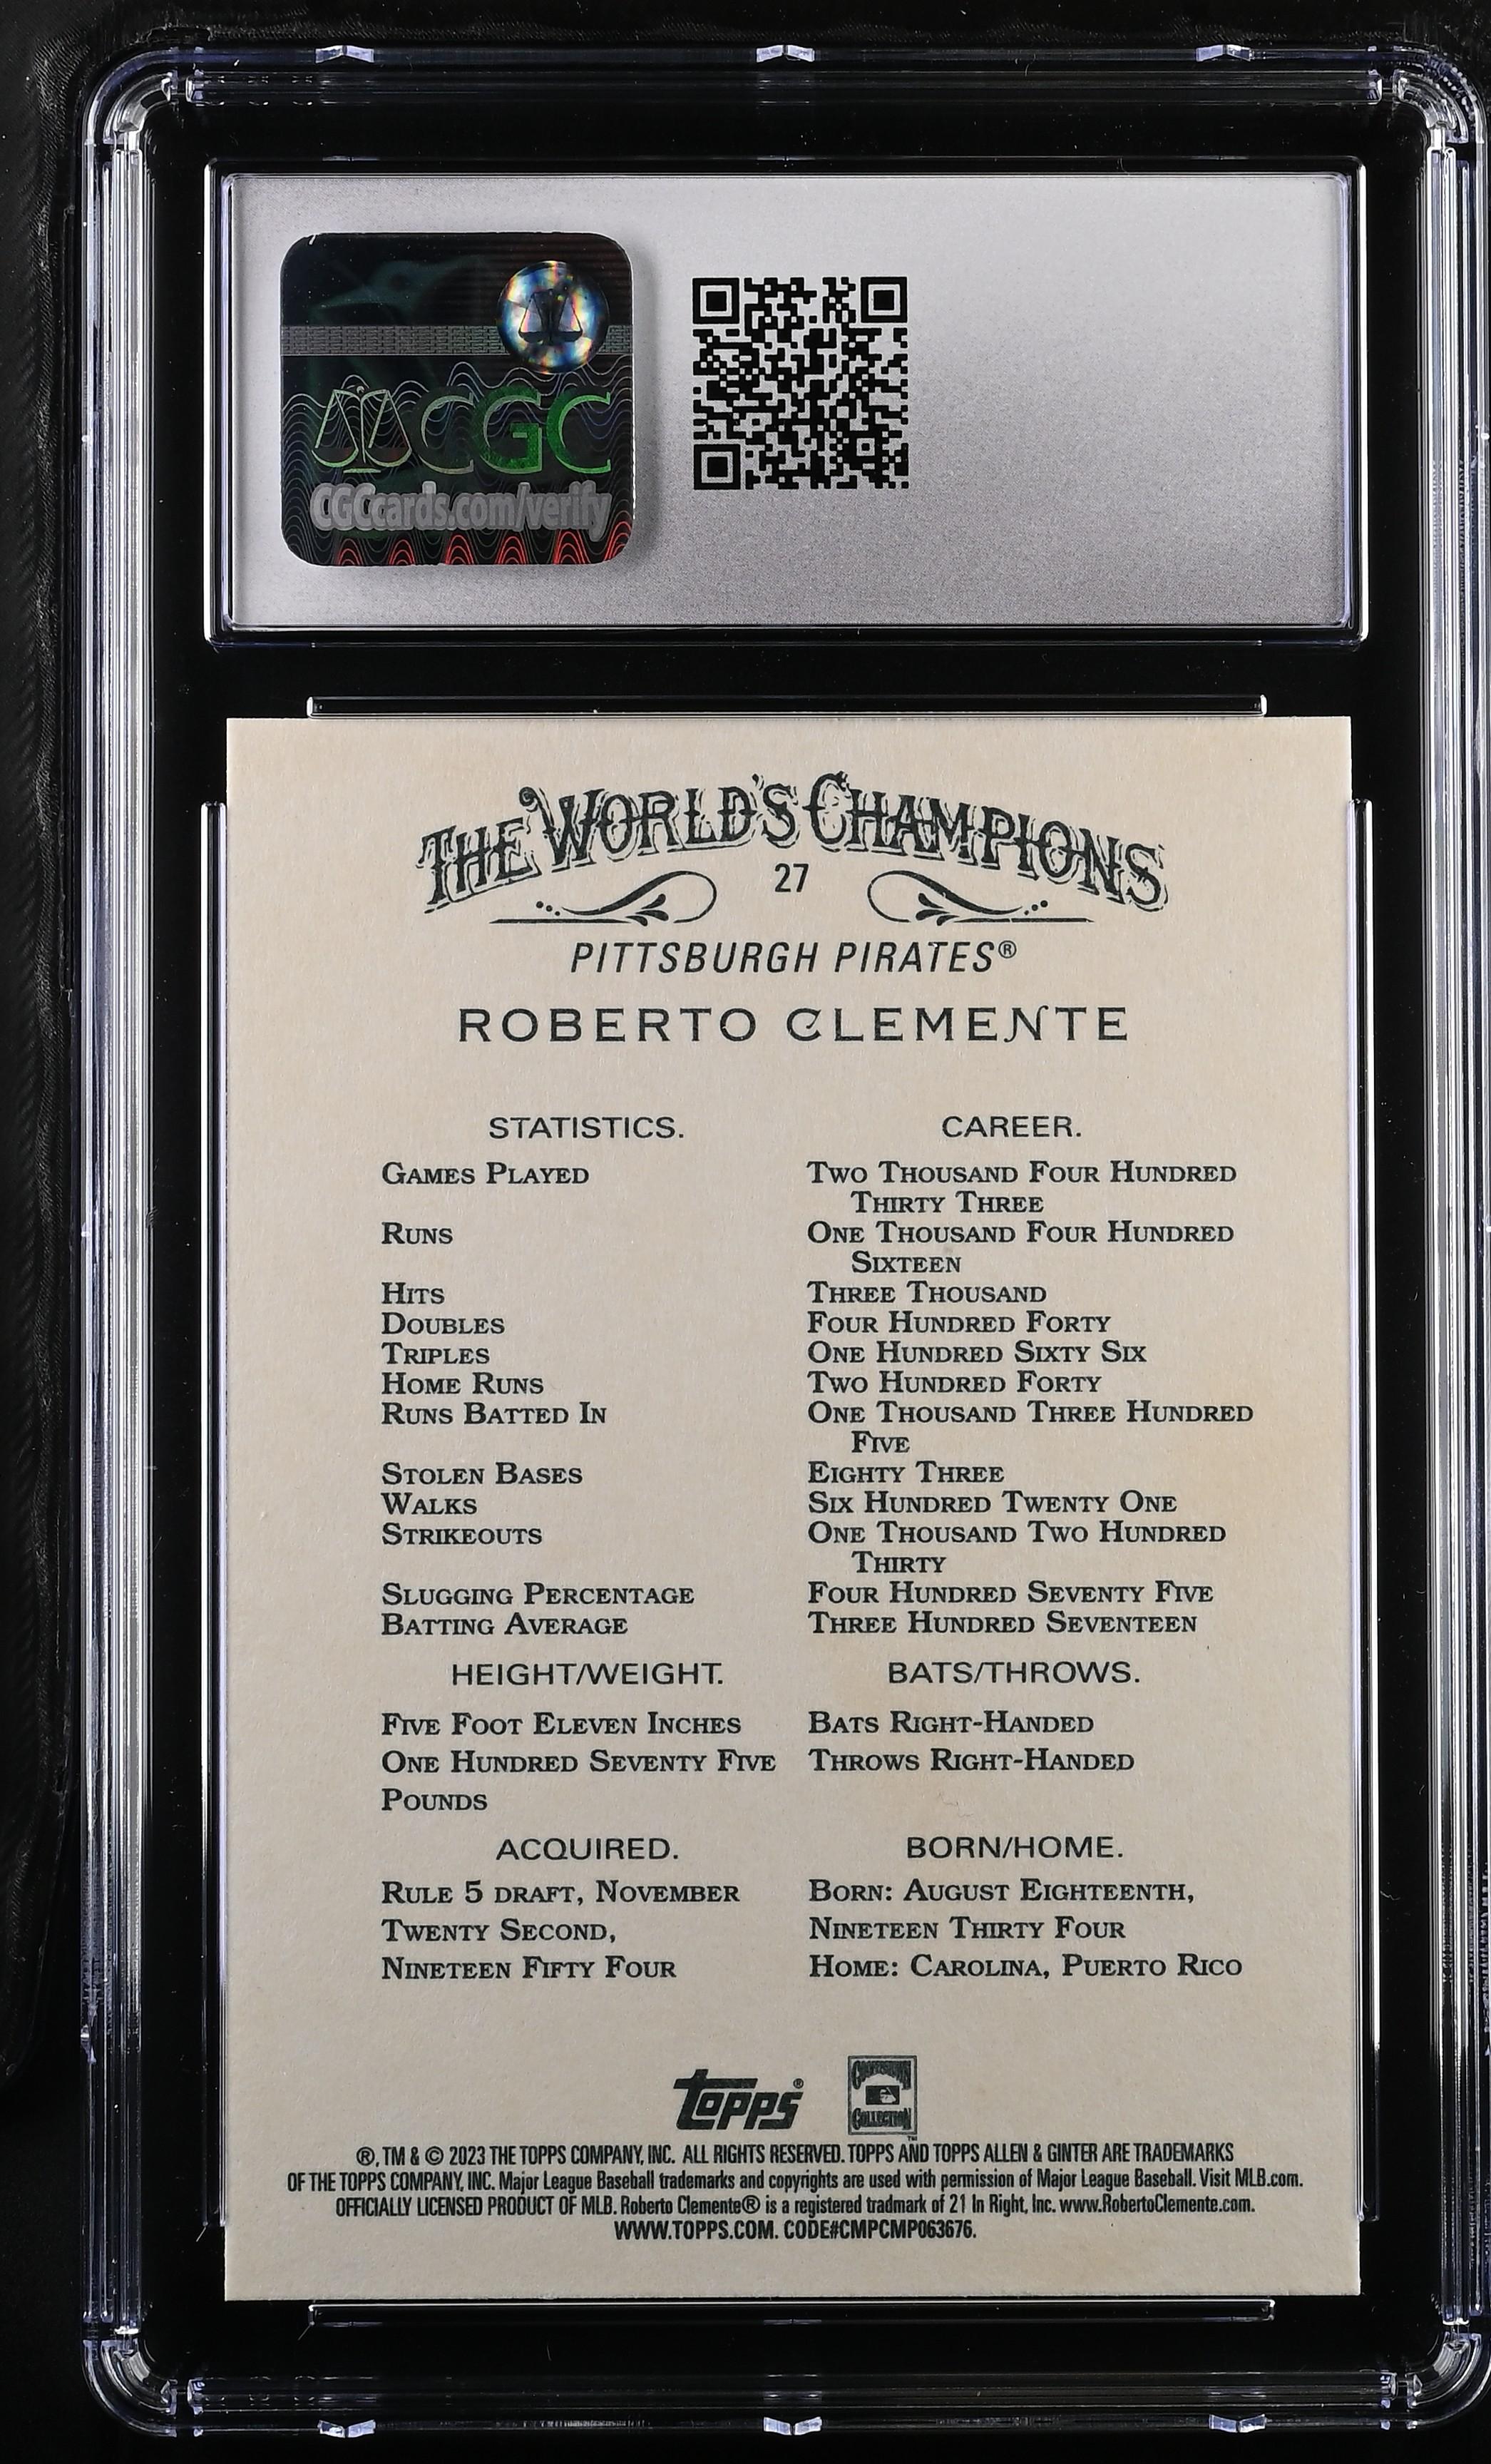 CGC
CGCcards.com/verify
THE WORLD'S CHAMPIONS
27
PITTSBURGH PIRATES®
ROBERTO CLEMENTE
STATISTICS. CAREER.
GAMES PLAYED TWO THOUSAND FOUR HUNDRED
THIRTY THREE
RUNS ONE THOUSAND FOUR HUNDRED
SIXTEEN
HITS THREE THOUSAND
DOUBLES FOUR HUNDRED FORTY
TRIPLES ONE HUNDRED SIXTY SIX
HOME RUNS TWO HUNDRED FORTY
RUNS BATTED IN ONE THOUSAND THREE HUNDRED
FIVE
STOLEN BASES EIGHTY THREE
WALKS SIX HUNDRED TWENTY ONE
STRIKEOUTS ONE THOUSAND TWO HUNDRED
THIRTY
SLUGGING PERCENTAGE FOUR HUNDRED SEVENTY FIVE
BATTING AVERAGE THREE HUNDRED SEVENTEEN
HEIGHT/WEIGHT. BATS/THROWS.
FIVE FOOT ELEVEN INCHES BATS RIGHT-HANDED
ONE HUNDRED SEVENTY FIVE THROWS RIGHT-HANDED
POUNDS
ACQUIRED. BORN/HOME.
RULE 5 DRAFT, NOVEMBER BORN: AUGUST EIGHTEENTH,
TWENTY SECOND, NINETEEN THIRTY FOUR
NINETEEN FIFTY FOUR HOME: CAROLINA, PUERTO RICO
Topps®
COOPERSTOWN
COLLECTION™
®, TM & © 2023 THE TOPPS COMPANY, INC. ALL RIGHTS RESERVED. TOPPS AND TOPPS ALLEN & GINTER ARE TRADEMARKS
OF THE TOPPS COMPANY, INC. Major League Baseball trademarks and copyrights are used with permission of Major League Baseball. Visit MLB.com.
OFFICIALLY LICENSED PRODUCT OF MLB. Roberto Clemente® is a registered tradmark of 21 In Right, Inc. www.RobertoClemente.com.
WWW.TOPPS.COM. CODE#CMPCMP063676.